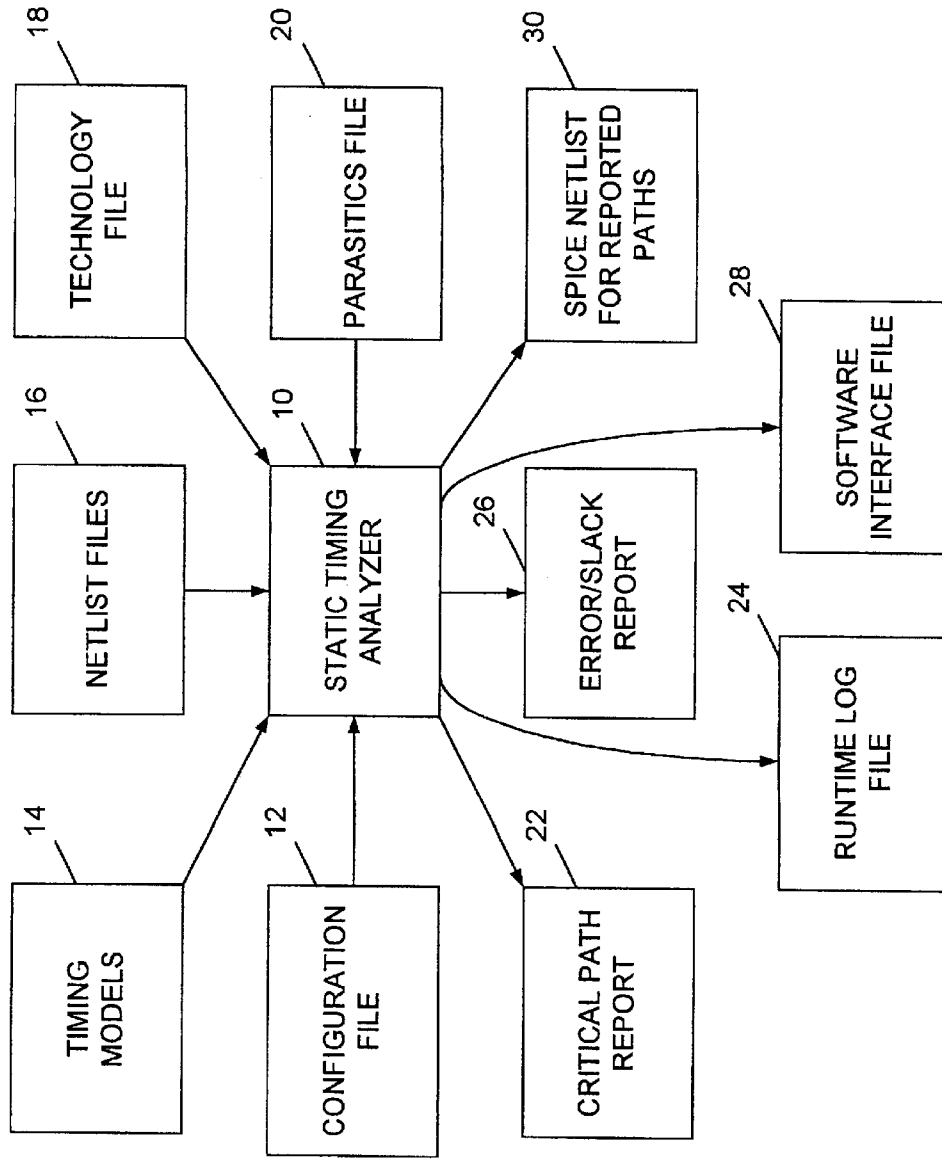 14
TIMING
MODELS
16
NETLIST FILES
18
TECHNOLOGY
FILE
12
CONFIGURATION
FILE
10
STATIC TIMING
ANALYZER
20
PARASITICS FILE
22
CRITICAL PATH
REPORT
26
ERROR/SLACK
REPORT
30
SPICE NETLIST
FOR REPORTED
PATHS
24
RUNTIME LOG
FILE
28
SOFTWARE
INTERFACE FILE